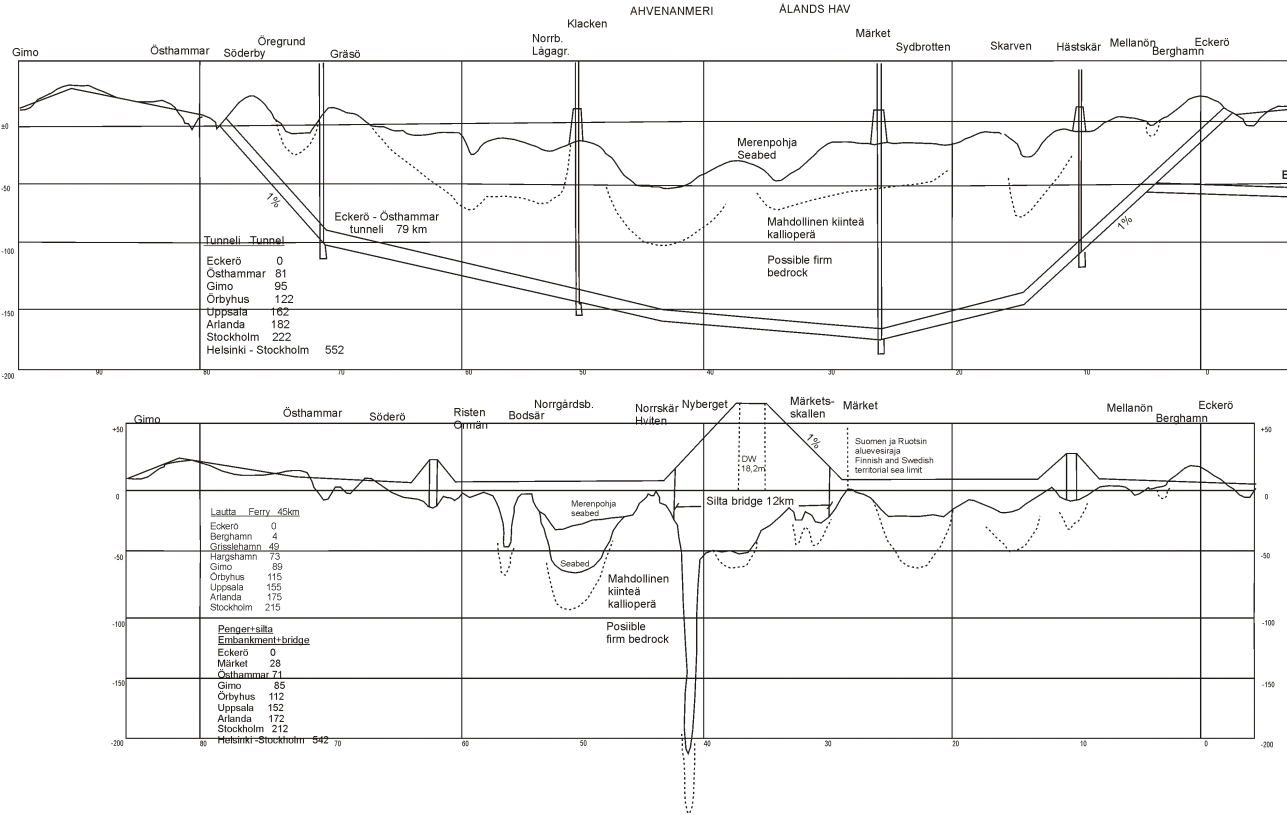 AHVENANMERI ÅLANDS HAV
Gimo Östhammar Söderby Öregrund Gräsö Norrb. Lågagr. Klacken Märket Sydbrotten Skarven Hästskär Mellanön Berghamn Eckerö
±0
-50
-100
-150
-200
Merenpohja
Seabed
1%
Eckerö - Östhammar
tunneli 79 km
Mahdollinen kiinteä
kallioperä
Possible firm
bedrock
1%
E
Tunneli Tunnel
Eckerö 0
Östhammar 81
Gimo 95
Örbyhus 122
Uppsala 162
Arlanda 182
Stockholm 222
Helsinki - Stockholm 552
90 80 70 60 50 40 30 20 10 0
Gimo Östhammar Söderö Risten Ormän Bodsär Norrgårdsb. Norrskär Hviten Nyberget Märkets-skallen Märket Mellanön Berghamn Eckerö
+50 +50
0 0
-50 -50
-100 -100
-150 -150
-200 -200
1%
DW
18,2m
Suomen ja Ruotsin
aluevesiraja
Finnish and Swedish
territorial sea limit
Silta bridge 12km
Merenpohja
seabed
Seabed
Mahdollinen
kiinteä
kallioperä
Posiible
firm bedrock
Lautta Ferry 45km
Eckerö 0
Berghamn 4
Grisslehamn 49
Hargshamn 73
Gimo 89
Örbyhus 115
Uppsala 155
Arlanda 175
Stockholm 215
Penger+silta
Embankment+bridge
Eckerö 0
Märket 28
Östhammar 71
Gimo 85
Örbyhus 112
Uppsala 152
Arlanda 172
Stockholm 212
Helsinki -Stockholm 542
80 70 60 50 40 30 20 10 0